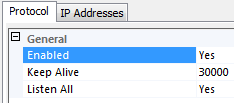 Protocol IP Addresses
General
Enabled Yes
Keep Alive 30000
Listen All Yes